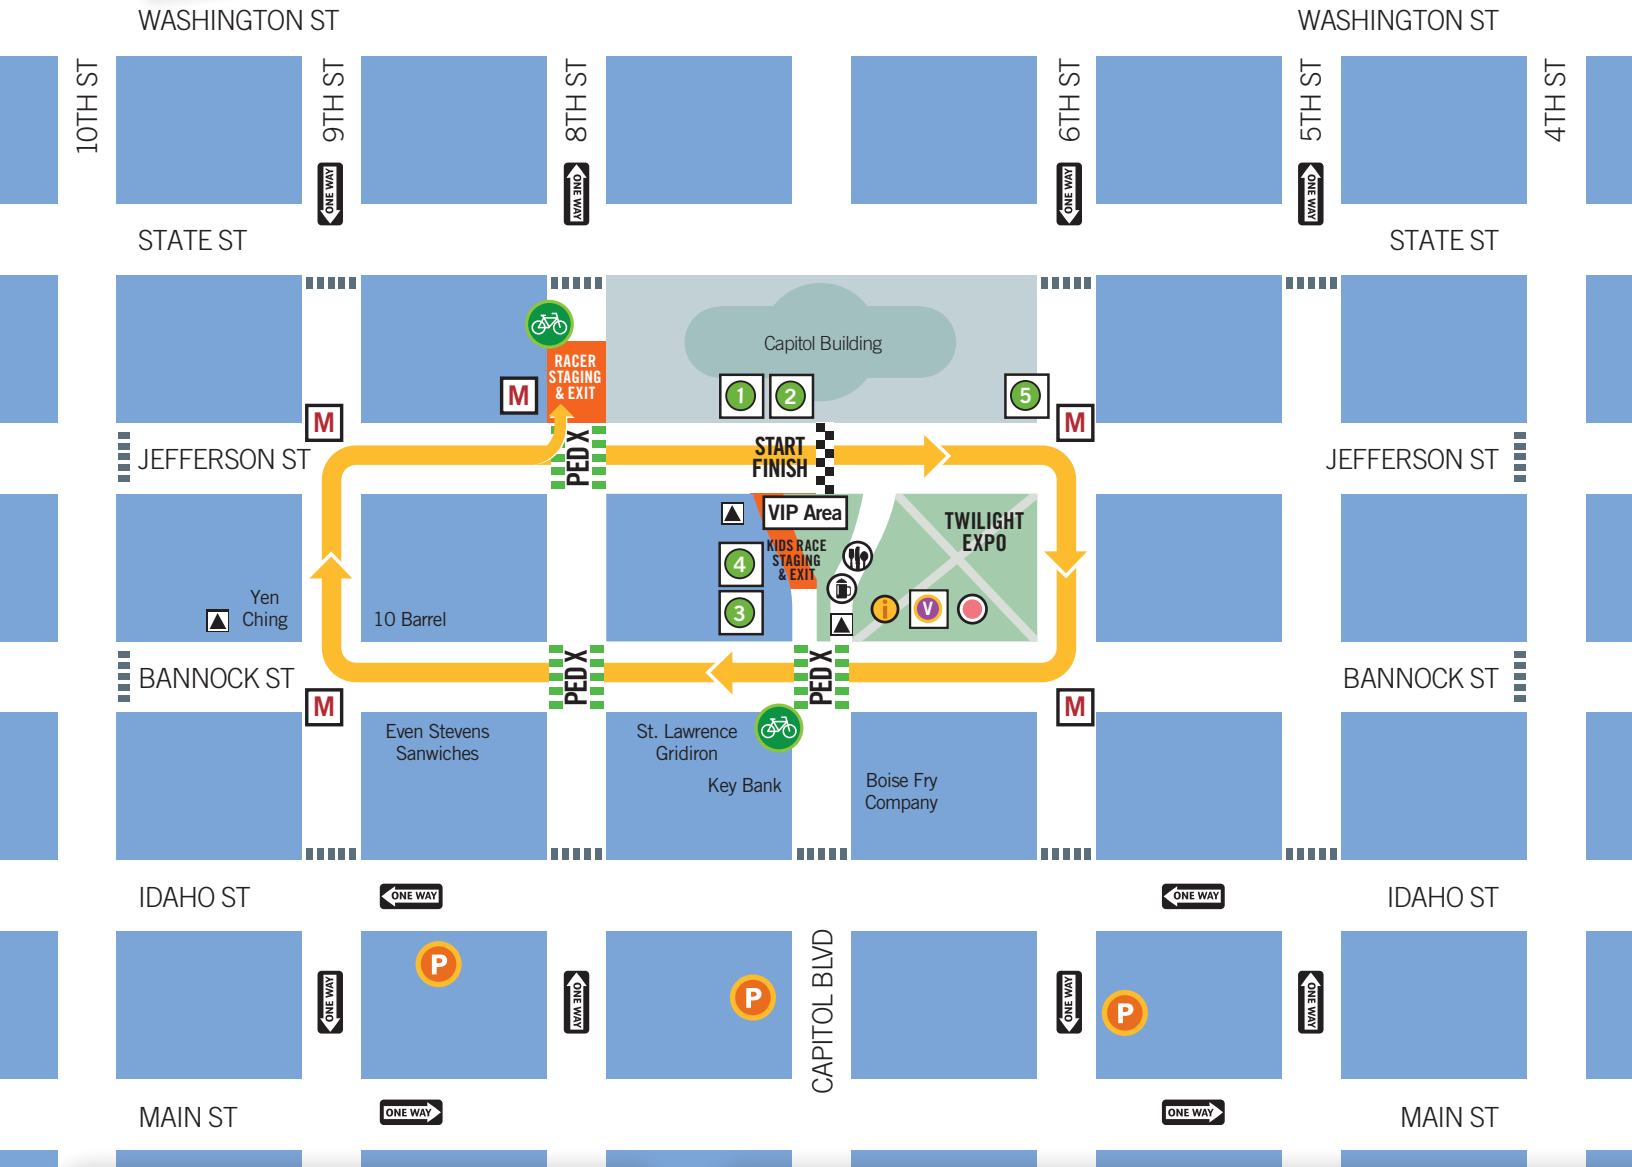 WASHINGTON ST
WASHINGTON ST
10TH ST
9TH ST
8TH ST
6TH ST
5TH ST
4TH ST
ONE WAY
ONE WAY
ONE WAY
ONE WAY
STATE ST
STATE ST
Capitol Building
RACER
STAGING
& EXIT
M
1
2
5
M
M
JEFFERSON ST
PED X
START
FINISH
JEFFERSON ST
VIP Area
TWILIGHT
EXPO
KIDS RACE
STAGING
& EXIT
4
3
i
V
Yen
Ching
10 Barrel
BANNOCK ST
PED X
PED X
BANNOCK ST
M
M
Even Stevens
Sanwiches
St. Lawrence
Gridiron
Key Bank
Boise Fry
Company
IDAHO ST
ONE WAY
ONE WAY
IDAHO ST
P
P
P
ONE WAY
ONE WAY
CAPITOL BLVD
ONE WAY
ONE WAY
MAIN ST
ONE WAY
ONE WAY
MAIN ST